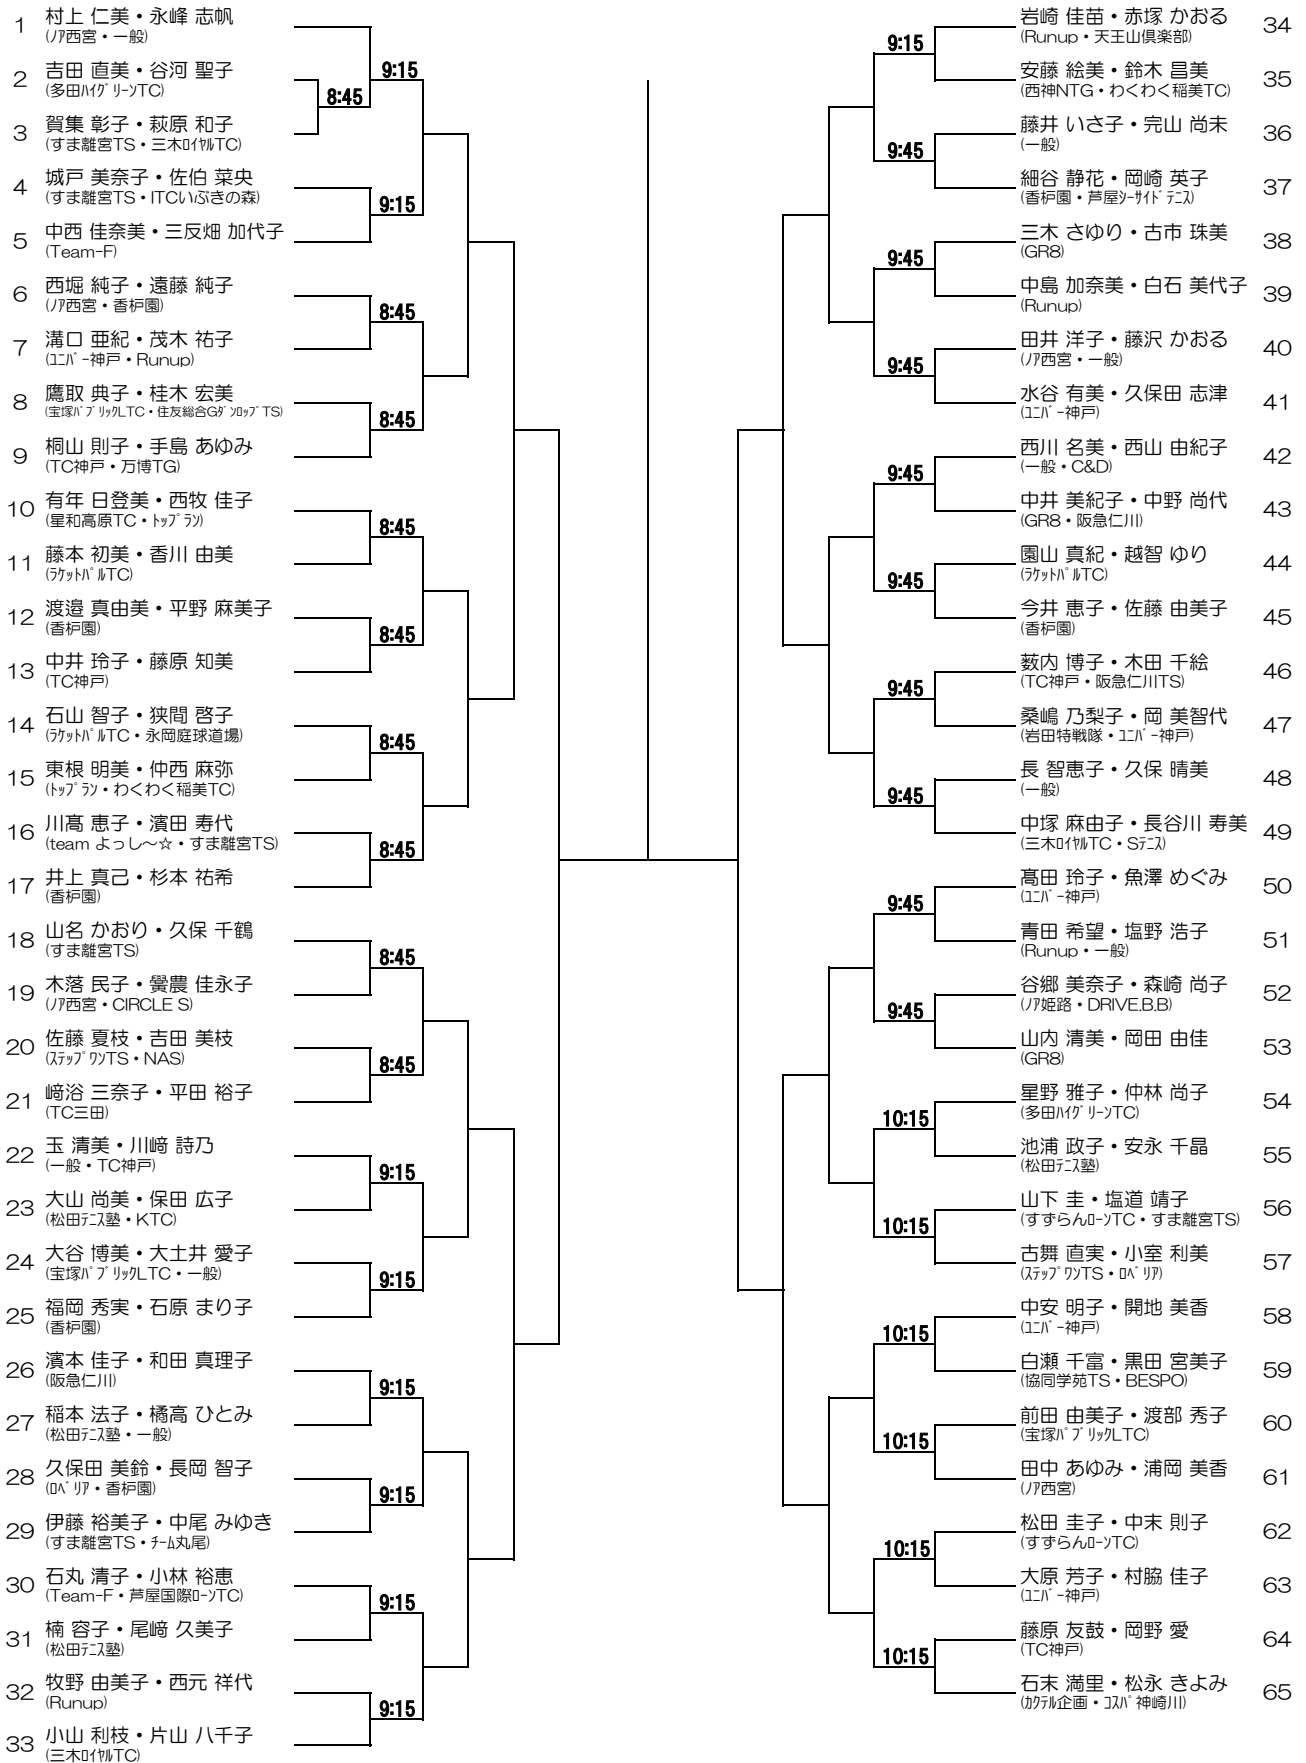 1 村上 仁美・永峰 志帆
(ﾉｱ西宮・一般)
2 吉田 直美・谷河 聖子
(多田ﾊｲｸﾞﾘｰﾝTC)
3 賀集 彰子・萩原 和子
(すま離宮TS・三木ﾛｲﾔﾙTC)
4 城戸 美奈子・佐伯 菜央
(すま離宮TS・ITCいぶきの森)
5 中西 佳奈美・三反畑 加代子
(Team-F)
6 西堀 純子・遠藤 純子
(ﾉｱ西宮・香枦園)
7 溝口 亜紀・茂木 祐子
(ﾕﾆﾊﾞｰ神戸・Runup)
8 鷹取 典子・桂木 宏美
(宝塚ﾊﾟﾌﾞﾘｯｸLTC・住友総合GﾀﾞﾝﾛｯﾌﾟTS)
9 桐山 則子・手島 あゆみ
(TC神戸・万博TG)
10 有年 日登美・西牧 佳子
(星和高原TC・ﾄｯﾌﾟﾗﾝ)
11 藤本 初美・香川 由美
(ﾗｹｯﾄﾊﾟﾙTC)
12 渡邉 真由美・平野 麻美子
(香枦園)
13 中井 玲子・藤原 知美
(TC神戸)
14 石山 智子・狭間 啓子
(ﾗｹｯﾄﾊﾟﾙTC・永岡庭球道場)
15 東根 明美・仲西 麻弥
(ﾄｯﾌﾟﾗﾝ・わくわく稲美TC)
16 川髙 恵子・濱田 寿代
(team よっし～☆・すま離宮TS)
17 井上 真己・杉本 祐希
(香枦園)
18 山名 かおり・久保 千鶴
(すま離宮TS)
19 木落 民子・黌農 佳永子
(ﾉｱ西宮・CIRCLE S)
20 佐藤 夏枝・吉田 美枝
(ｽﾃｯﾌﾟﾜﾝTS・NAS)
21 﨑浴 三奈子・平田 裕子
(TC三田)
22 玉 清美・川﨑 詩乃
(一般・TC神戸)
23 大山 尚美・保田 広子
(松田ﾃﾆｽ塾・KTC)
24 大谷 博美・大土井 愛子
(宝塚ﾊﾟﾌﾞﾘｯｸLTC・一般)
25 福岡 秀実・石原 まり子
(香枦園)
26 濱本 佳子・和田 真理子
(阪急仁川)
27 稲本 法子・橘高 ひとみ
(松田ﾃﾆｽ塾・一般)
28 久保田 美鈴・長岡 智子
(ﾛﾍﾞﾘｱ・香枦園)
29 伊藤 裕美子・中尾 みゆき
(すま離宮TS・ﾁｰﾑ丸尾)
30 石丸 清子・小林 裕恵
(Team-F・芦屋国際ﾛｰﾝTC)
31 楠 容子・尾﨑 久美子
(松田ﾃﾆｽ塾)
32 牧野 由美子・西元 祥代
(Runup)
33 小山 利枝・片山 八千子
(三木ﾛｲﾔﾙTC)
9:15
8:45
9:15
8:45
8:45
8:45
8:45
8:45
8:45
8:45
8:45
9:15
9:15
9:15
9:15
9:15
9:15
9:15
9:45
9:45
9:45
9:45
9:45
9:45
9:45
9:45
9:45
10:15
10:15
10:15
10:15
10:15
10:15
岩崎 佳苗・赤塚 かおる 34
(Runup・天王山倶楽部)
安藤 絵美・鈴木 昌美 35
(西神NTG・わくわく稲美TC)
藤井 いさ子・完山 尚未 36
(一般)
細谷 静花・岡崎 英子 37
(香枦園・芦屋ｼｰｻｲﾄﾞﾃﾆｽ)
三木 さゆり・古市 珠美 38
(GR8)
中島 加奈美・白石 美代子 39
(Runup)
田井 洋子・藤沢 かおる 40
(ﾉｱ西宮・一般)
水谷 有美・久保田 志津 41
(ﾕﾆﾊﾞｰ神戸)
西川 名美・西山 由紀子 42
(一般・C&D)
中井 美紀子・中野 尚代 43
(GR8・阪急仁川)
園山 真紀・越智 ゆり 44
(ﾗｹｯﾄﾊﾟﾙTC)
今井 恵子・佐藤 由美子 45
(香枦園)
薮内 博子・木田 千絵 46
(TC神戸・阪急仁川TS)
桑嶋 乃梨子・岡 美智代 47
(岩田特戦隊・ﾕﾆﾊﾞｰ神戸)
長 智恵子・久保 晴美 48
(一般)
中塚 麻由子・長谷川 寿美 49
(三木ﾛｲﾔﾙTC・Sﾃﾆｽ)
髙田 玲子・魚澤 めぐみ 50
(ﾕﾆﾊﾞｰ神戸)
青田 希望・塩野 浩子 51
(Runup・一般)
谷郷 美奈子・森崎 尚子 52
(ﾉｱ姫路・DRIVE.B.B)
山内 清美・岡田 由佳 53
(GR8)
星野 雅子・仲林 尚子 54
(多田ﾊｲｸﾞﾘｰﾝTC)
池浦 政子・安永 千晶 55
(松田ﾃﾆｽ塾)
山下 圭・塩道 靖子 56
(すずらんﾛｰﾝTC・すま離宮TS)
古舞 直実・小室 利美 57
(ｽﾃｯﾌﾟﾜﾝTS・ﾛﾍﾞﾘｱ)
中安 明子・開地 美香 58
(ﾕﾆﾊﾞｰ神戸)
白瀬 千富・黒田 宮美子 59
(協同学苑TS・BESPO)
前田 由美子・渡部 秀子 60
(宝塚ﾊﾟﾌﾞﾘｯｸLTC)
田中 あゆみ・浦岡 美香 61
(ﾉｱ西宮)
松田 圭子・中末 則子 62
(すずらんﾛｰﾝTC)
大原 芳子・村脇 佳子 63
(ﾕﾆﾊﾞｰ神戸)
藤原 友鼓・岡野 愛 64
(TC神戸)
石末 満里・松永 きよみ 65
(ｶｸﾃﾙ企画・ｺｽﾊﾟ神崎川)